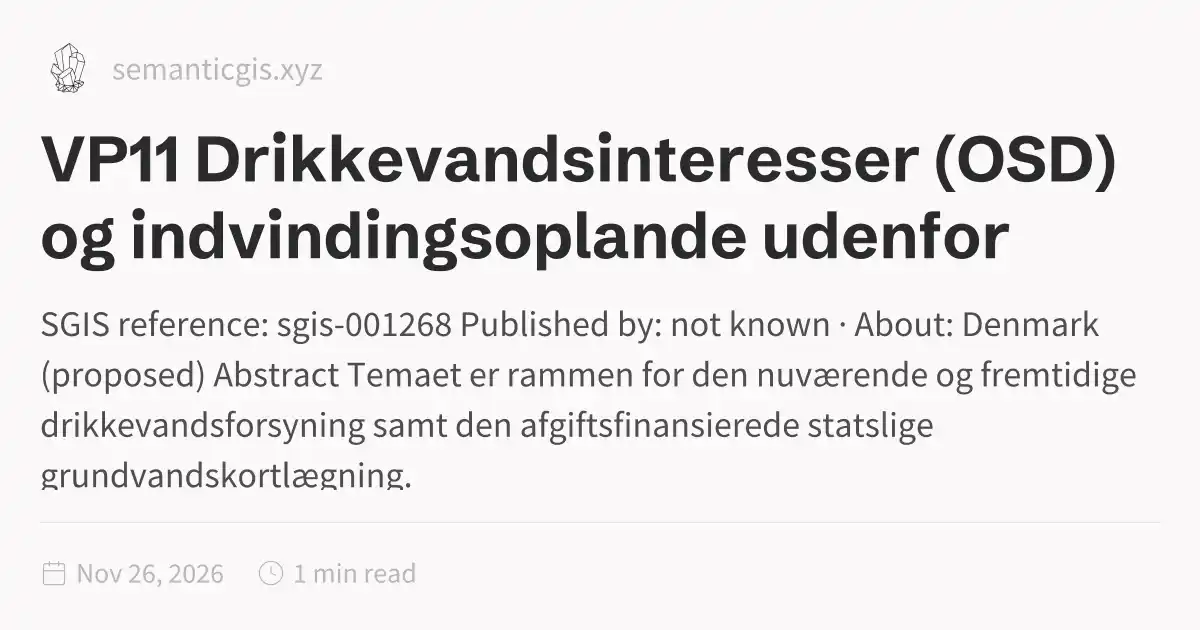 semanticgis.xyz
VP11 Drikkevandsinteresser (OSD)
og indvindingsoplande udenfor
SGIS reference: sgis-001268 Published by: not known · About: Denmark
(proposed) Abstract Temaet er rammen for den nuværende og fremtidige
drikkevandsforsyning samt den afgiftsfinansierede statslige
grundvandskortlægning.
Nov 26, 2026 1 min read